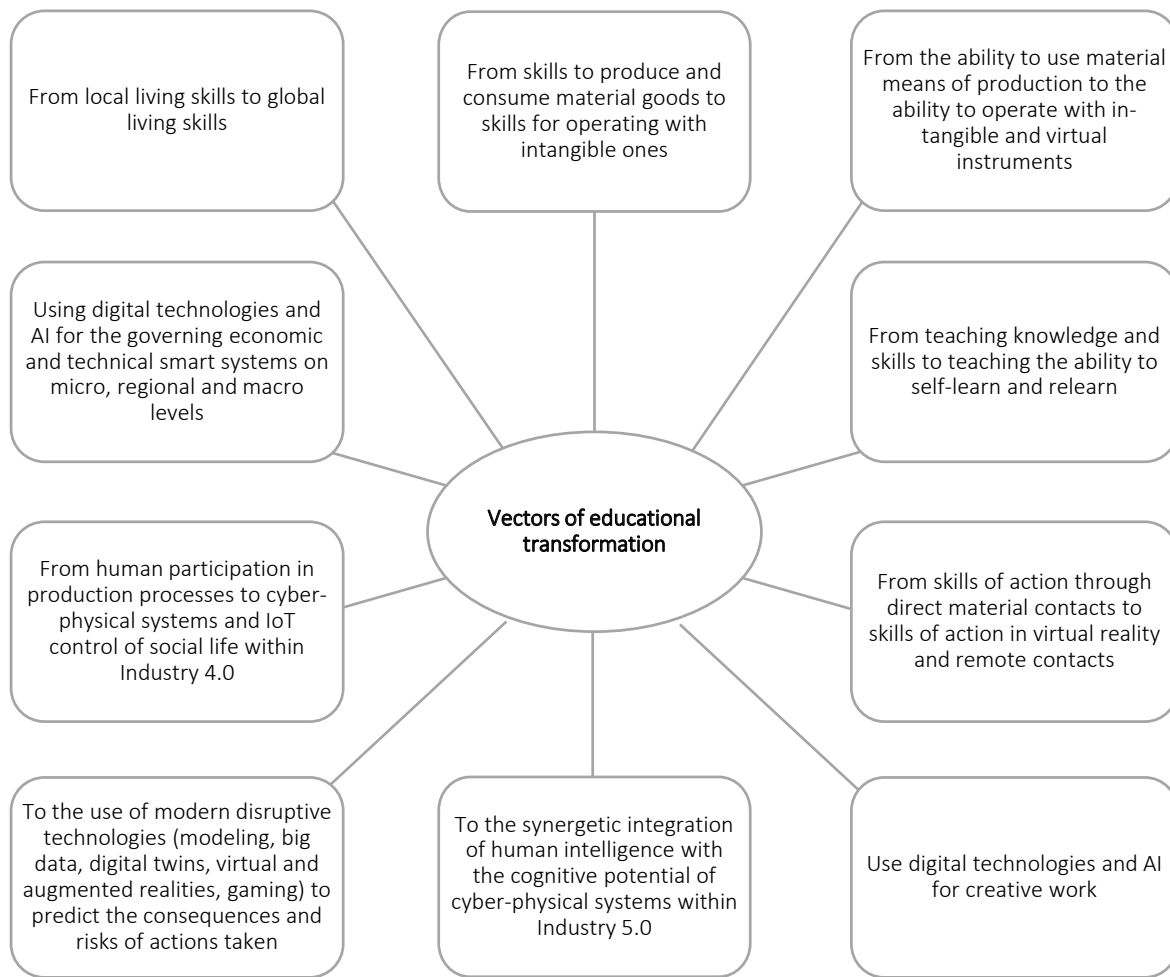 From local living skills to global
living skills
From skills to produce and
consume material goods to
skills for operating with
intangible ones
From the ability to use material
means of production to the
ability to operate with in-
tangible and virtual
instruments
Using digital technologies and
AI for the governing economic
and technical smart systems on
micro, regional and macro
levels
From teaching knowledge and
skills to teaching the ability to
self-learn and relearn
Vectors of educational
transformation
From human participation in
production processes to cyber-
physical systems and IoT
control of social life within
Industry 4.0
From skills of action through
direct material contacts to
skills of action in virtual reality
and remote contacts
To the use of modern disruptive
technologies (modeling, big
data, digital twins, virtual and
augmented realities, gaming) to
predict the consequences and
risks of actions taken
To the synergetic integration
of human intelligence with
the cognitive potential of
cyber-physical systems within
Industry 5.0
Use digital technologies and AI
for creative work